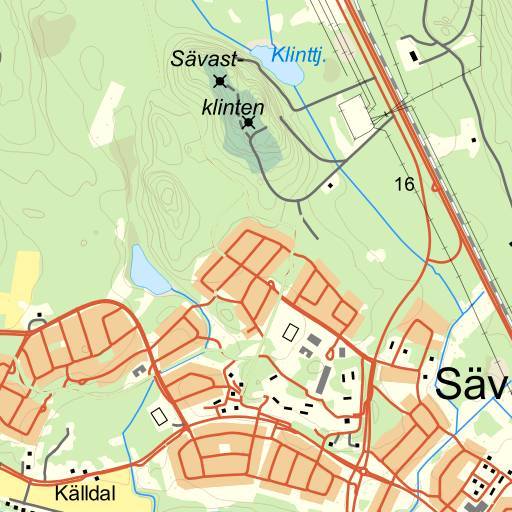 Klinttj.
Sävast-
klinten
16
Säv
Källdal